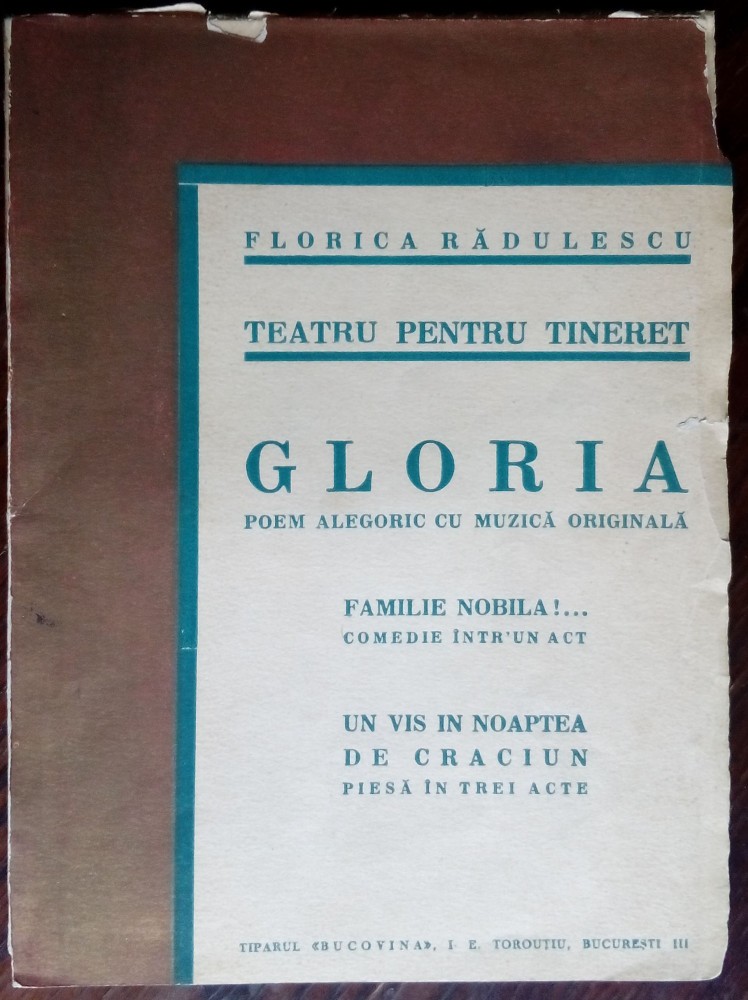 FLORICA RĂDULESCU
TEATRU PENTRU TINERET
GLORIA
POEM ALEGORIC CU MUZICĂ ORIGINALĂ
FAMILIE NOBILA!...
COMEDIE ÎNTR'UN ACT
UN VIS IN NOAPTEA
DE CRACIUN
PIESĂ ÎN TREI ACTE
TIPARUL «BUCOVINA», I. E. TOROUȚIU, BUCUREȘTI III